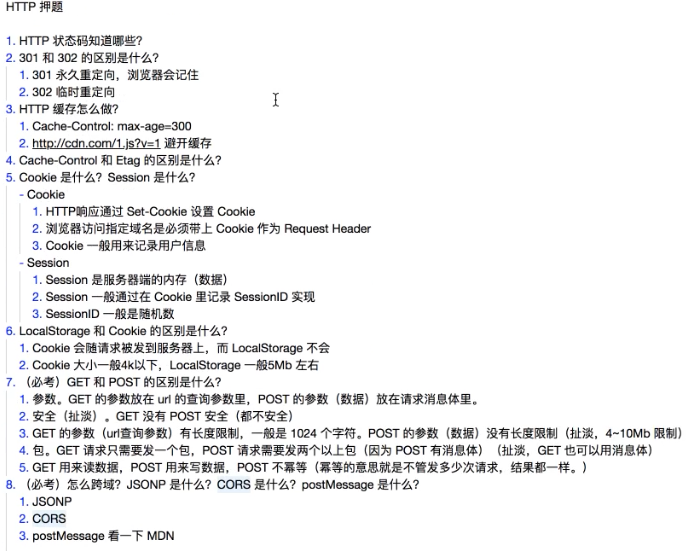 HTTP 押题
1. HTTP 状态码知道哪些?
2. 301 和 302 的区别是什么?
1. 301 永久重定向，浏览器会记住
2. 302 临时重定向
3. HTTP 缓存怎么做?
1. Cache-Control: max-age=300
2. http://cdn.com/1.js?v=1 避开缓存
4. Cache-Control 和 Etag 的区别是什么?
5. Cookie 是什么? Session 是什么?
- Cookie
1. HTTP响应通过 Set-Cookie 设置 Cookie
2. 浏览器访问指定域名是必须带上 Cookie 作为 Request Header
3. Cookie 一般用来记录用户信息
- Session
1. Session 是服务器端的内存（数据）
2. Session 一般通过在 Cookie 里记录 SessionID 实现
3. SessionID 一般是随机数
6. LocalStorage 和 Cookie 的区别是什么?
1. Cookie 会随请求被发到服务器上，而 LocalStorage 不会
2. Cookie 大小一般4k以下，LocalStorage 一般5Mb 左右
7. （必考）GET 和 POST 的区别是什么?
1. 参数。GET 的参数放在 url 的查询参数里，POST 的参数（数据）放在请求消息体里。
2. 安全（扯淡）。GET 没有 POST 安全（都不安全）
3. GET 的参数（url查询参数）有长度限制，一般是 1024 个字符。POST 的参数（数据）没有长度限制（扯淡，4~10Mb 限制）
4. 包。GET 请求只需要发一个包，POST 请求需要发两个以上包（因为 POST 有消息体）（扯淡，GET 也可以用消息体）
5. GET 用来读数据，POST 用来写数据，POST 不幂等（幂等的意思就是不管发多少次请求，结果都一样。）
8. （必考）怎么跨域? JSONP 是什么? CORS 是什么? postMessage 是什么?
1. JSONP
2. CORS
3. postMessage 看一下 MDN